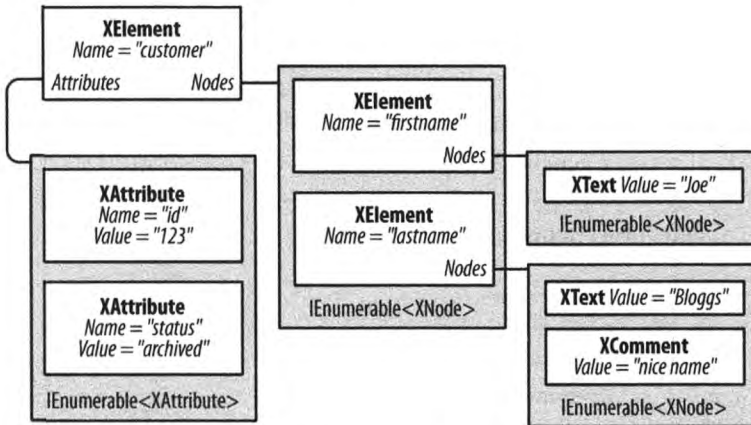 XElement
Name = "customer"
Attributes Nodes
XElement
Name = "firstname"
Nodes
XElement
Name = "lastname"
Nodes
IEnumerable<XNode>
XAttribute
Name = "id"
Value = "123"
XAttribute
Name = "status"
Value = "archived"
IEnumerable<XAttribute>
XText Value = "Joe"
IEnumerable<XNode>
XText Value = "Bloggs"
XComment
Value = "nice name"
IEnumerable<XNode>